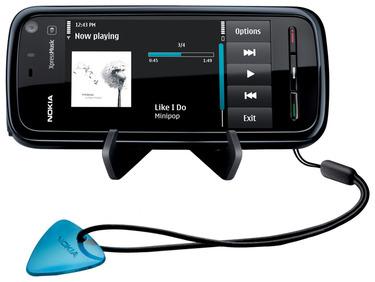 12:43 PM
Now playing
3/4
0:45
1:49
Like I Do
Minipop
Options
Exit
XpressMusic
NOKIA
NOKIA